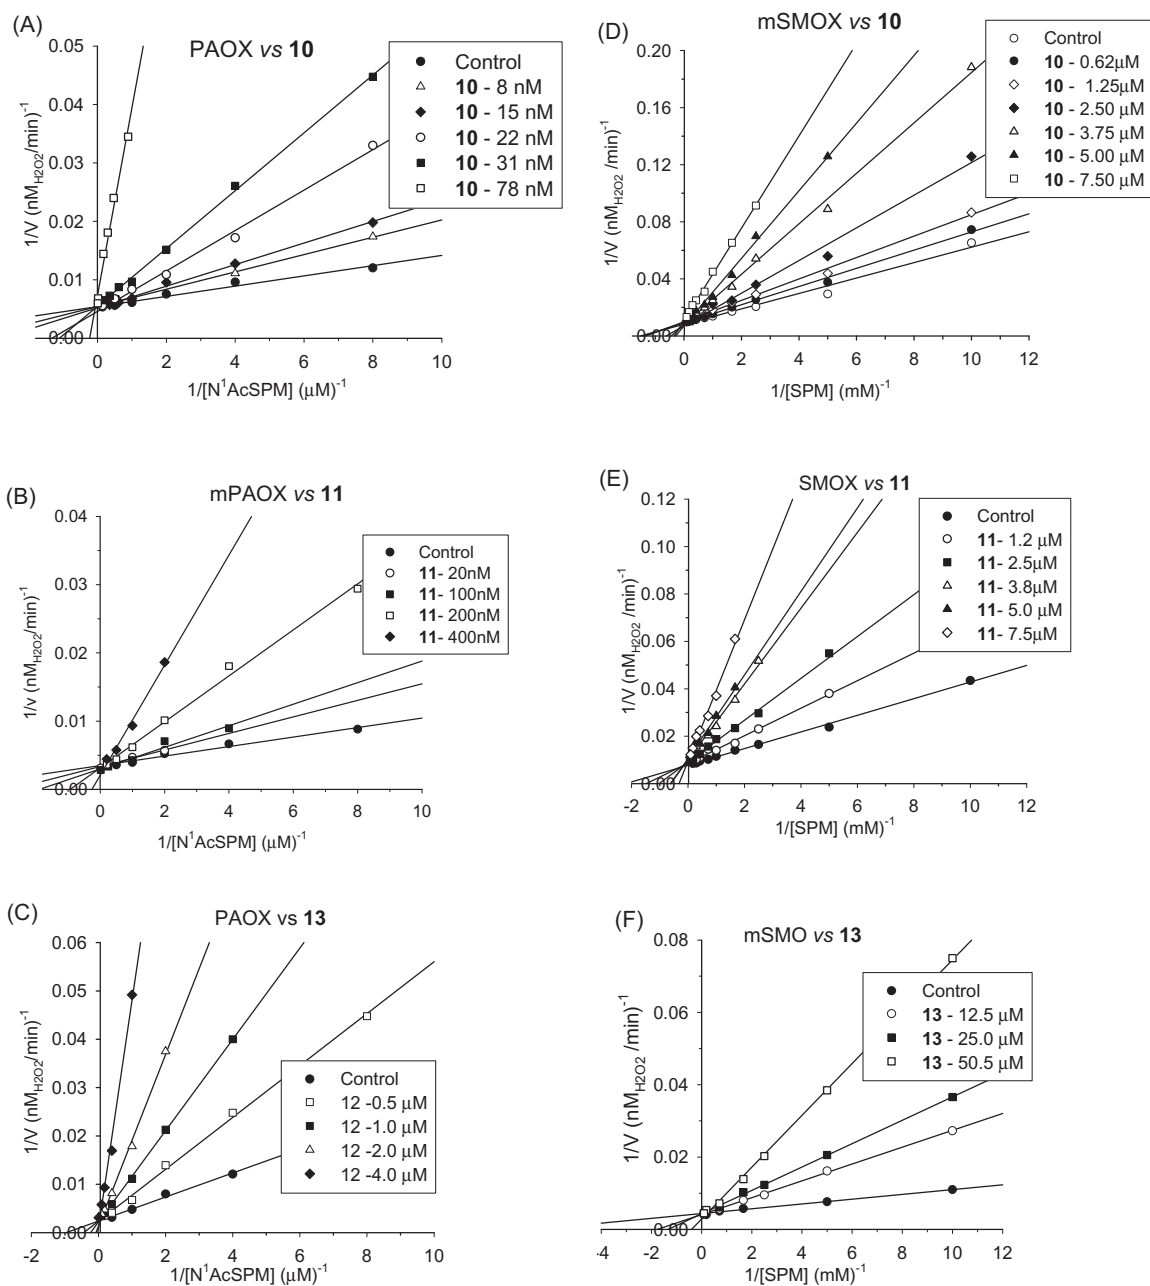 (A)
PAOX vs 10
0.05
0.04
0.03
0.02
0.01
0.00
1/V (nM_H2O2/min)^-1
0 2 4 6 8 10
1/[N^1AcSPM] (μM)^-1
Control
10 - 8 nM
10 - 15 nM
10 - 22 nM
10 - 31 nM
10 - 78 nM
(D)
mSMOX vs 10
0.20
0.16
0.12
0.08
0.04
0.00
1/V (nM_H2O2/min)^-1
0 2 4 6 8 10 12
1/[SPM] (mM)^-1
Control
10 - 0.62μM
10 - 1.25μM
10 - 2.50 μM
10 - 3.75 μM
10 - 5.00 μM
10 - 7.50 μM
(B)
mPAOX vs 11
0.04
0.03
0.02
0.01
0.00
1/v (nM_H2O2/min)^-1
0 2 4 6 8 10
1/[N^1AcSPM] (μM)^-1
Control
11- 20nM
11- 100nM
11- 200nM
11- 400nM
(E)
SMOX vs 11
0.12
0.10
0.08
0.06
0.04
0.02
0.00
1/V (nM_H2O2 /min)^-1
-2 0 2 4 6 8 10 12
1/[SPM] (mM)^-1
Control
11- 1.2 μM
11- 2.5μM
11- 3.8μM
11- 5.0 μM
11- 7.5μM
(C)
PAOX vs 13
0.06
0.05
0.04
0.03
0.02
0.01
0.00
1/V (nM_H2O2/min)^-1
-2 0 2 4 6 8 10
1/[N^1AcSPM] (μM)^-1
Control
12 -0.5 μM
12 -1.0 μM
12 -2.0 μM
12 -4.0 μM
(F)
mSMO vs 13
0.08
0.06
0.04
0.02
0.00
1/V (nM_H2O2 /min)^-1
-4 -2 0 2 4 6 8 10 12
1/[SPM] (mM)^-1
Control
13 - 12.5 μM
13 - 25.0 μM
13 - 50.5 μM